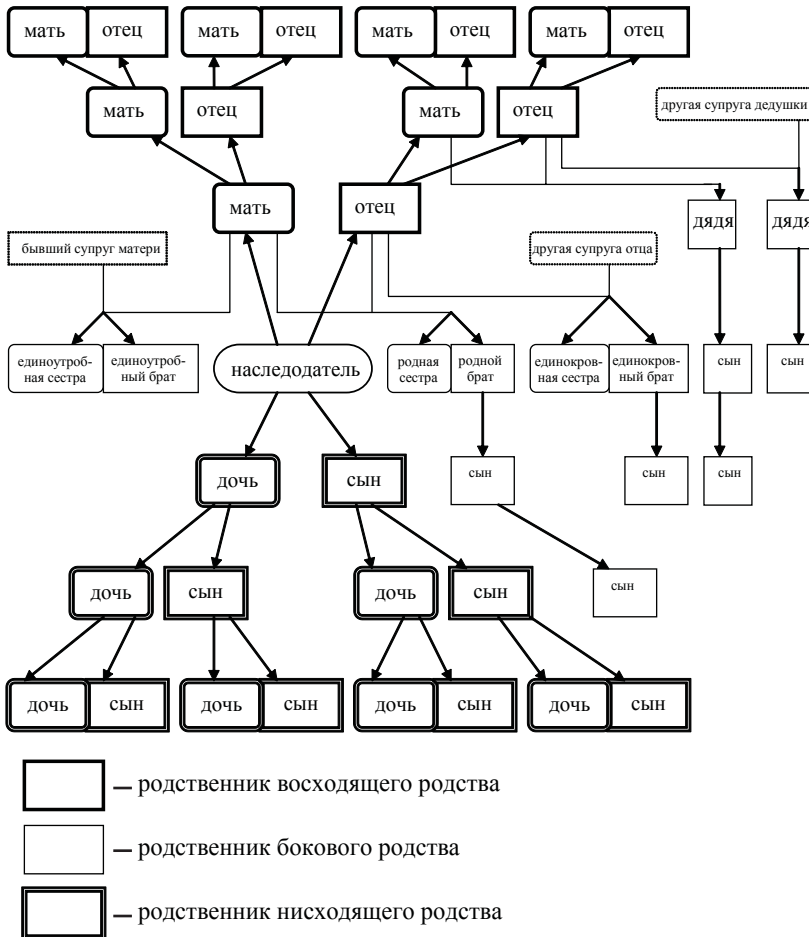 мать отец мать отец мать отец мать отец
мать отец мать отец другая супруга дедушки
мать отец дядя дядя
бывший супруг матери другая супруга отца
единоутроб-
ная сестра
единоутроб-
ный брат
наследодатель
родная
сестра
родной
брат
единокров-
ная сестра
единокров-
ный брат
сын сын
дочь сын сын сын сын
дочь сын дочь сын сын
дочь сын дочь сын дочь сын дочь сын
– родственник восходящего родства
– родственник бокового родства
– родственник нисходящего родства